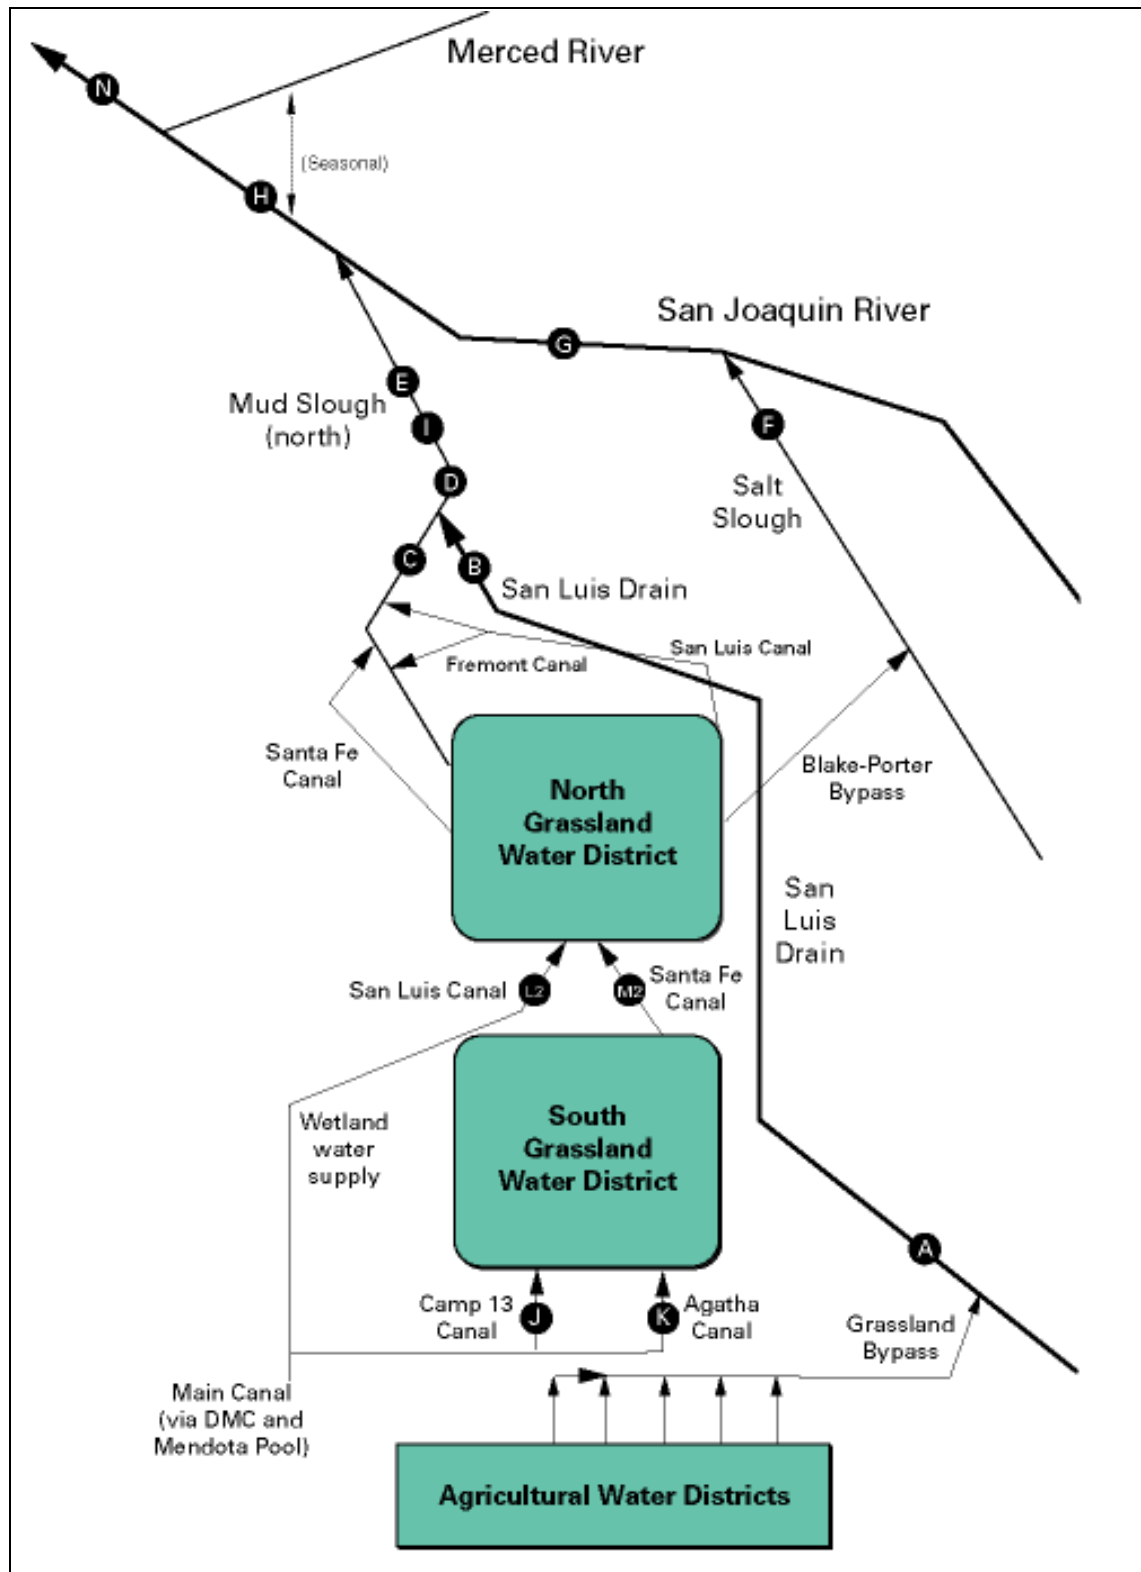 Merced River
N
(Seasonal)
H
San Joaquin River
G
E
Mud Slough
(north)
I
F
D
Salt
Slough
C
B
San Luis Drain
San Luis Canal
Fremont Canal
Santa Fe
Canal
Blake-Porter
Bypass
North
Grassland
Water District
San
Luis
Drain
San Luis Canal
L2
M2
Santa Fe
Canal
Wetland
water
supply
South
Grassland
Water District
A
Camp 13
Canal
J
K
Agatha
Canal
Grassland
Bypass
Main Canal
(via DMC and
Mendota Pool)
Agricultural Water Districts